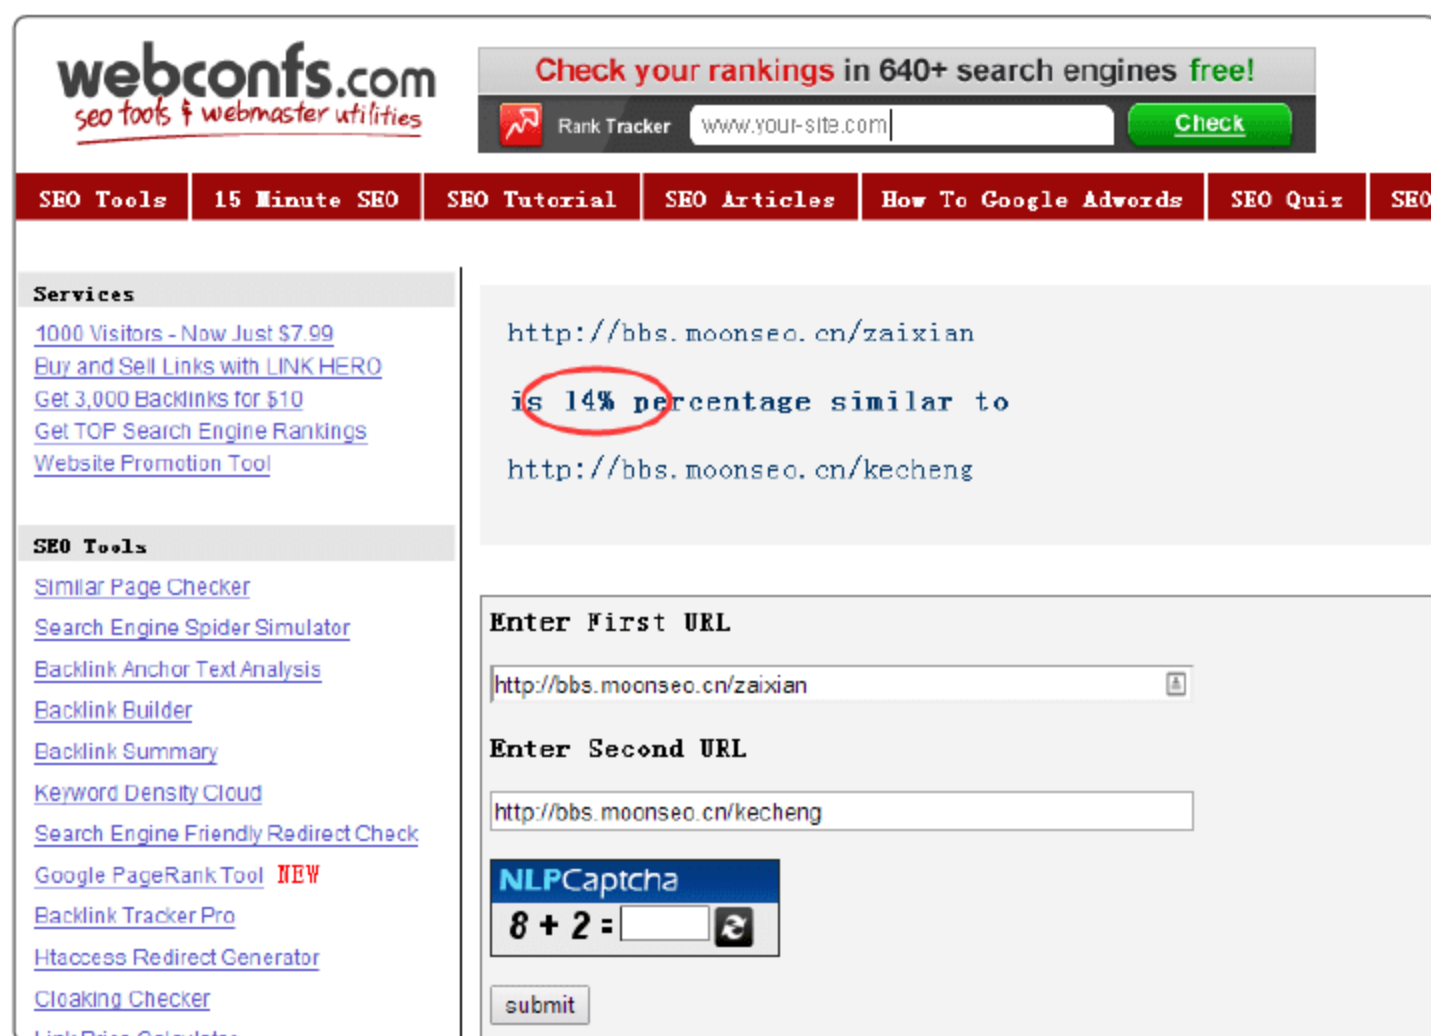 webconfs.com
seo tools & webmaster utilities
Check your rankings in 640+ search engines free!
Rank Tracker www.your-site.com Check
SEO Tools 15 Minute SEO SEO Tutorial SEO Articles How To Google Adwords SEO Quiz SEO
Services
1000 Visitors - Now Just $7.99
Buy and Sell Links with LINK HERO
Get 3,000 Backlinks for $10
Get TOP Search Engine Rankings
Website Promotion Tool
SEO Tools
Similar Page Checker
Search Engine Spider Simulator
Backlink Anchor Text Analysis
Backlink Builder
Backlink Summary
Keyword Density Cloud
Search Engine Friendly Redirect Check
Google PageRank Tool NEW
Backlink Tracker Pro
Htaccess Redirect Generator
Cloaking Checker
Link Price Calculator
http://bbs.moonseo.cn/zaixian
is 14% percentage similar to
http://bbs.moonseo.cn/kecheng
Enter First URL
http://bbs.moonseo.cn/zaixian
Enter Second URL
http://bbs.moonseo.cn/kecheng
NLPCaptcha
8 + 2 =
submit